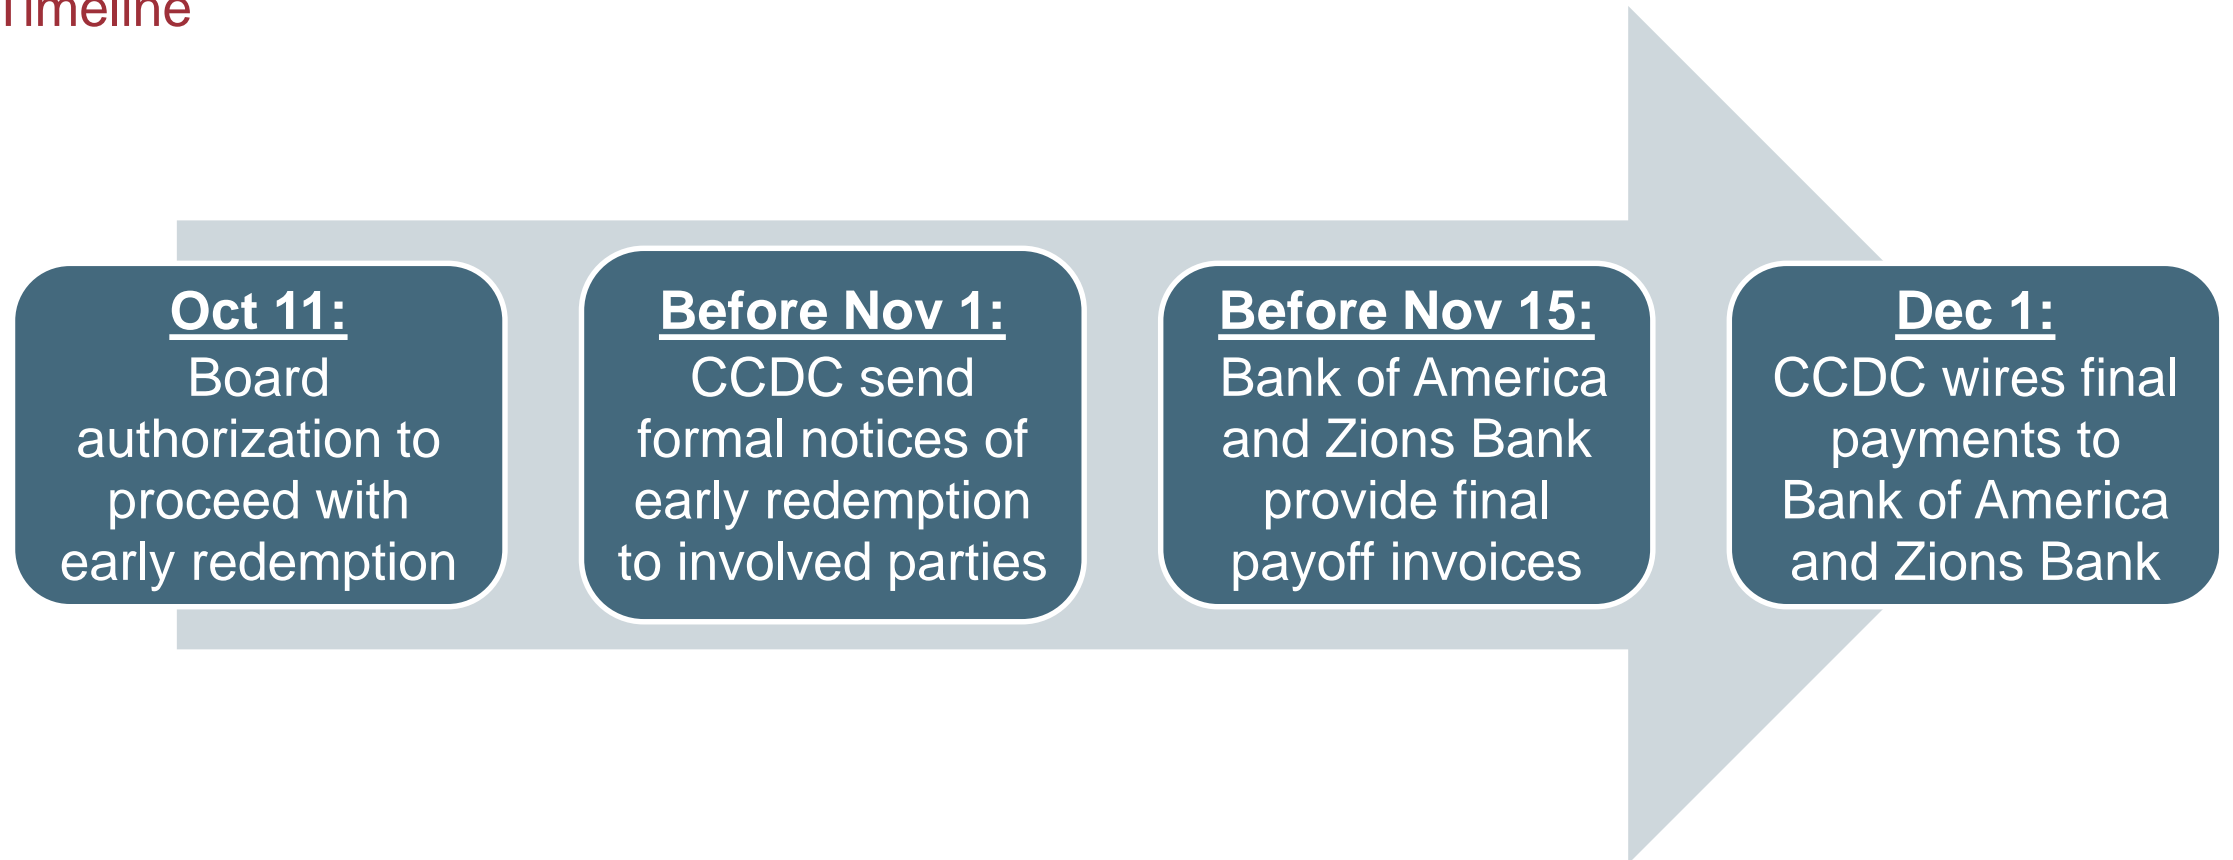 Timeline
Oct 11:
Board
authorization to
proceed with
early redemption
Before Nov 1:
CCDC send
formal notices of
early redemption
to involved parties
Before Nov 15:
Bank of America
and Zions Bank
provide final
payoff invoices
Dec 1:
CCDC wires final
payments to
Bank of America
and Zions Bank